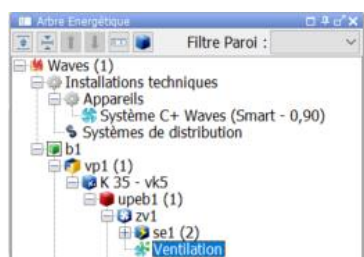 Arbre Energétique
Filtre Paroi :
Waves (1)
Installations techniques
Appareils
Système C+ Waves (Smart - 0,90)
Systèmes de distribution
b1
vp1 (1)
K 35 - vk5
upeb1 (1)
zv1
se1 (2)
Ventilation